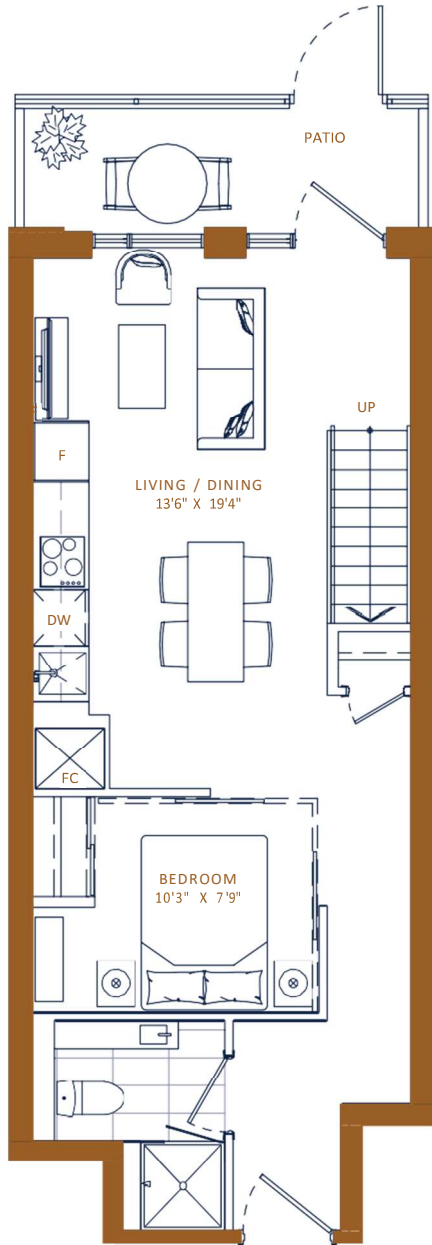 PATIO
UP
F
LIVING / DINING
13'6" X 19'4"
DW
FC
BEDROOM
10'3" X 7'9"